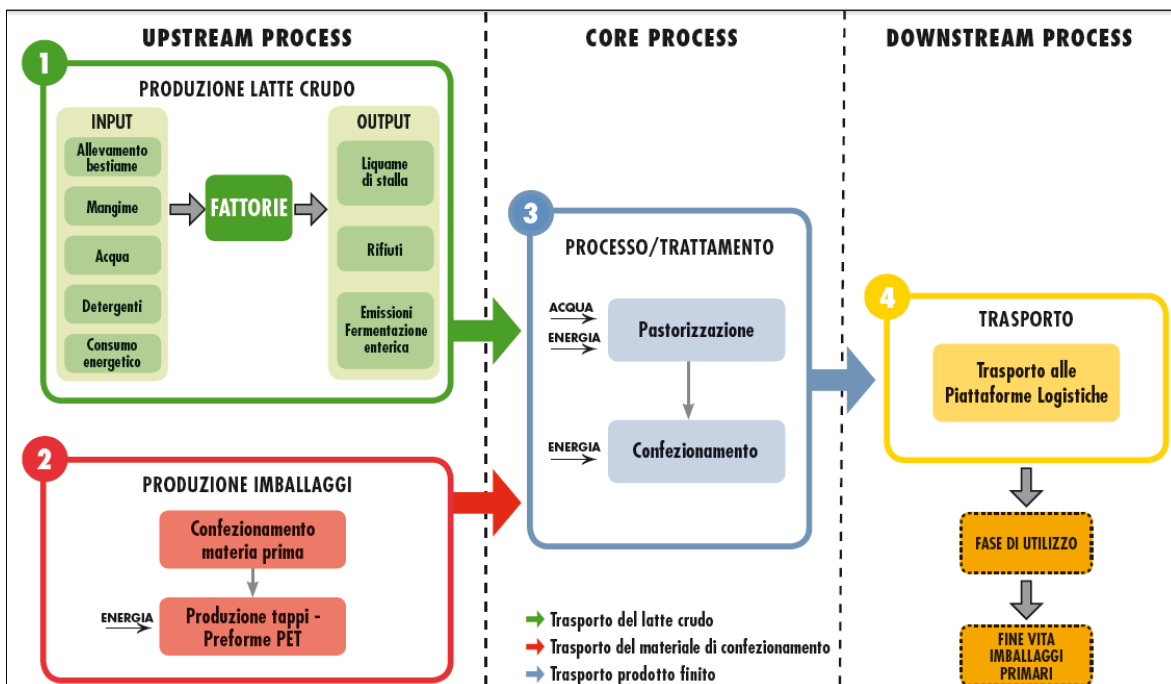 UPSTREAM PROCESS
CORE PROCESS
DOWNSTREAM PROCESS
1
PRODUZIONE LATTE CRUDO
INPUT
Allevamento
bestiame
Mangime
Acqua
Detergenti
Consumo
energetico
FATTORIE
OUTPUT
Liquame
di stalla
Rifiuti
Emissioni
Fermentazione
enterica
2
PRODUZIONE IMBALLAGGI
Confezionamento
materia prima
ENERGIA
Produzione tappi -
Preforme PET
3
PROCESSO/TRATTAMENTO
ACQUA
ENERGIA
Pastorizzazione
ENERGIA
Confezionamento
Trasporto del latte crudo
Trasporto del materiale di confezionamento
Trasporto prodotto finito
4
TRASPORTO
Trasporto alle
Piattaforme Logistiche
FASE DI UTILIZZO
FINE VITA
IMBALLAGGI
PRIMARI